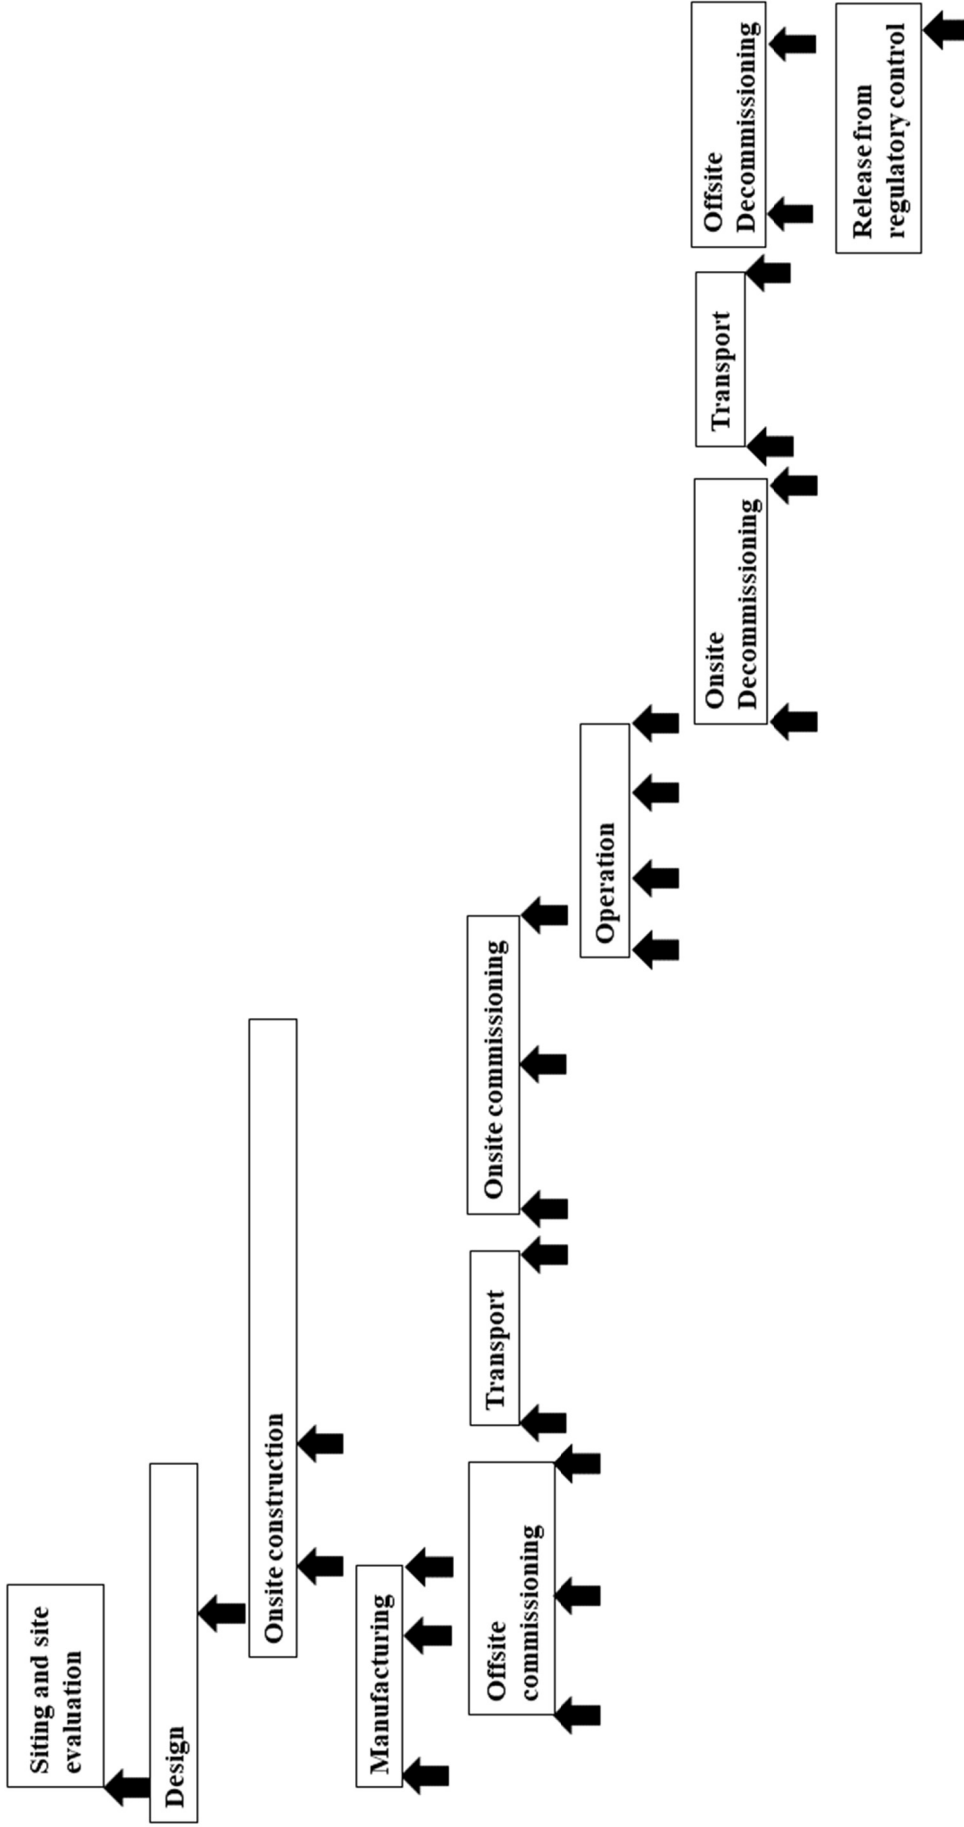 Siting and site
evaluation
Design
Onsite construction
Manufacturing
Offsite
commissioning
Transport
Onsite commissioning
Operation
Onsite
Decommissioning
Transport
Offsite
Decommissioning
Release from
regulatory control